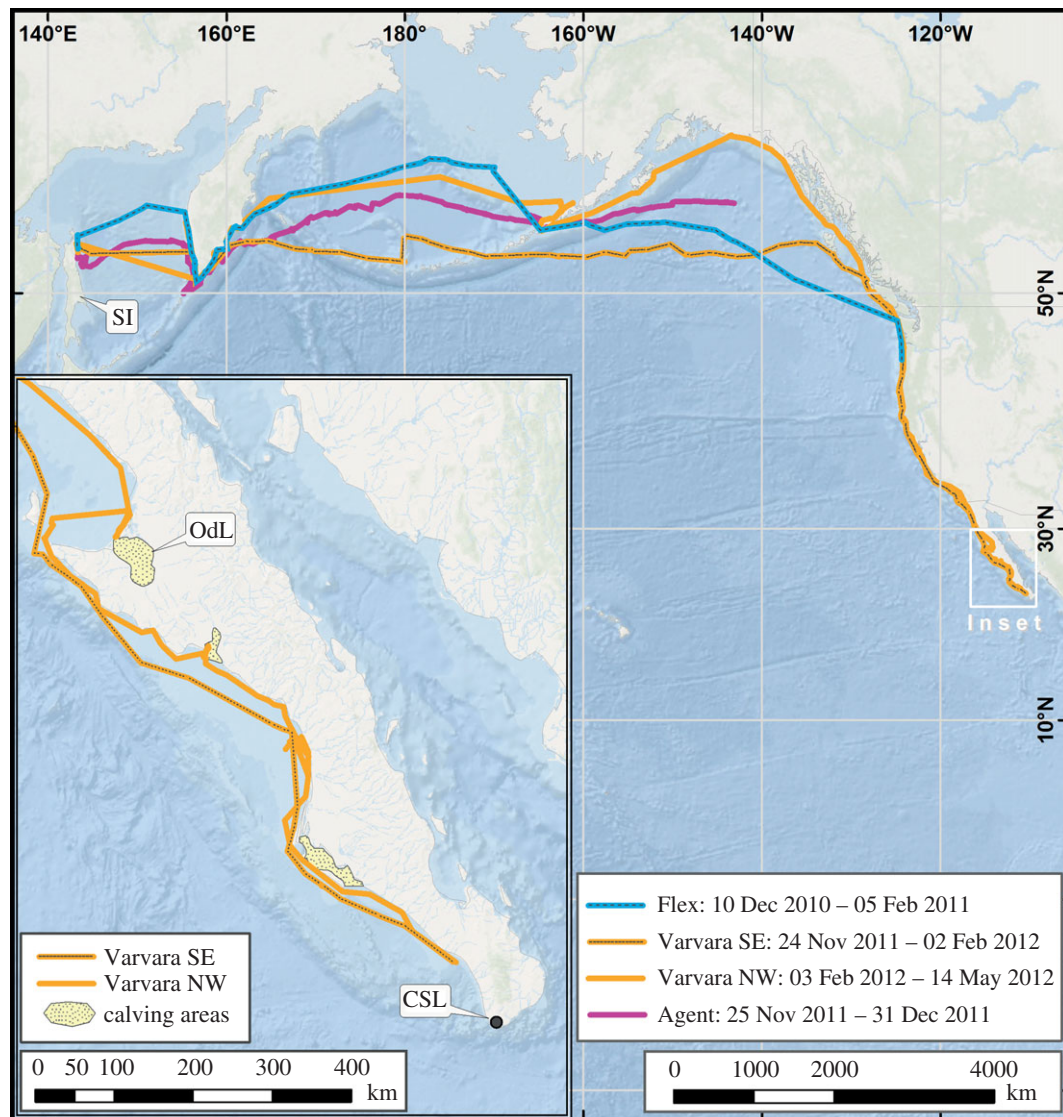 140°E 160°E 180° 160°W 140°W 120°W
50°N
SI
30°N
OdL
Inset
10°N
Flex: 10 Dec 2010 – 05 Feb 2011
Varvara SE: 24 Nov 2011 – 02 Feb 2012
Varvara NW: 03 Feb 2012 – 14 May 2012
Agent: 25 Nov 2011 – 31 Dec 2011
Varvara SE
Varvara NW
calving areas
CSL
0 50 100 200 300 400
km
0 1000 2000 4000
km